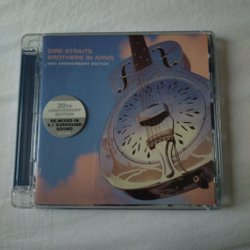 DIRE STRAITS
BROTHERS IN ARMS
20TH ANNIVERSARY EDITION
20TH
ANNIVERSARY
EDITION
RE-MIXED IN
5.1 SURROUND
SOUND